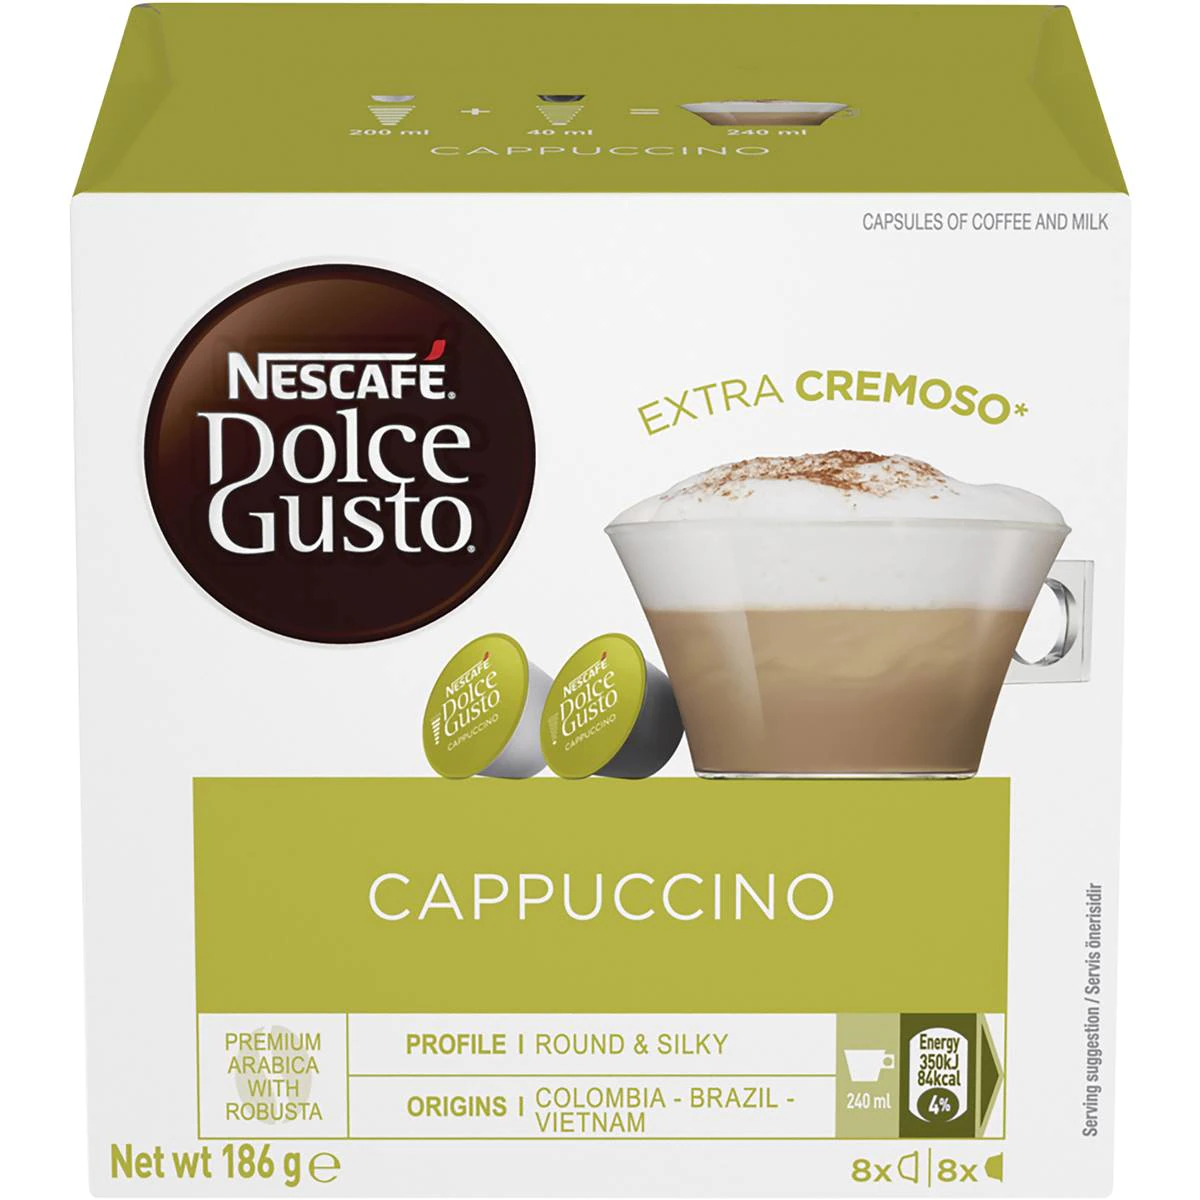 200 ml + 40 ml = 240 ml
CAPPUCCINO
CAPSULES OF COFFEE AND MILK
NESCAFÉ®
Dolce
Gusto®
EXTRA CREMOSO*
NESCAFÉ
Dolce
Gusto
CAPPUCCINO
NESCAFÉ
Dolce
Gusto
CAPPUCCINO
CAPPUCCINO
PREMIUM
ARABICA
WITH
ROBUSTA
PROFILE | ROUND & SILKY
ORIGINS | COLOMBIA - BRAZIL -
VIETNAM
240 ml
Energy
350kJ
84kcal
4%
Serving suggestion / Servis önerisidir
Net wt 186 g e
8x | 8x